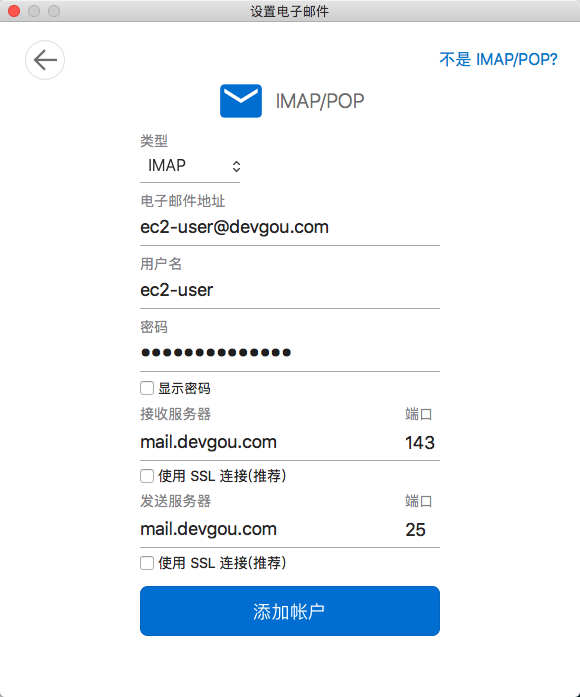 设置电子邮件
不是 IMAP/POP?
IMAP/POP
类型
IMAP
电子邮件地址
ec2-user@devgou.com
用户名
ec2-user
密码
••••••••••••••
显示密码
接收服务器 端口
mail.devgou.com 143
使用 SSL 连接(推荐)
发送服务器 端口
mail.devgou.com 25
使用 SSL 连接(推荐)
添加帐户